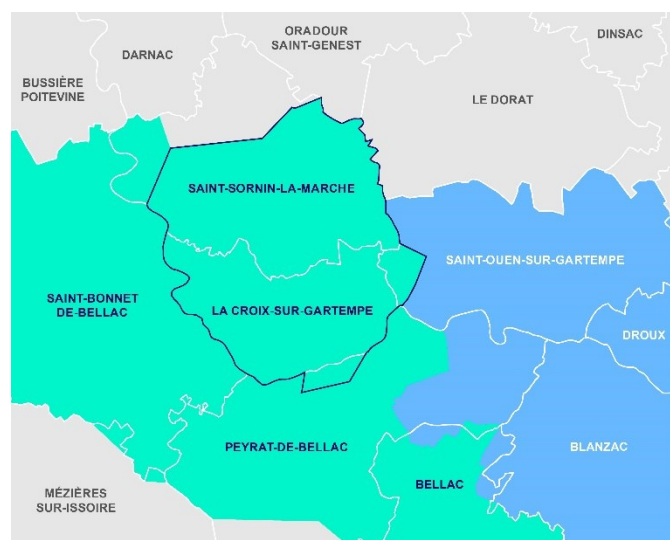 ORADOUR
SAINT-GENEST
DINSAC
DARNAC
BUSSIÈRE
POITEVINE
LE DORAT
SAINT-SORNIN-LA-MARCHE
SAINT-OUEN-SUR-GARTEMPE
SAINT-BONNET
DE-BELLAC
LA CROIX-SUR-GARTEMPE
DROUX
PEYRAT-DE-BELLAC
BLANZAC
BELLAC
MÉZIÈRES
SUR-ISSOIRE